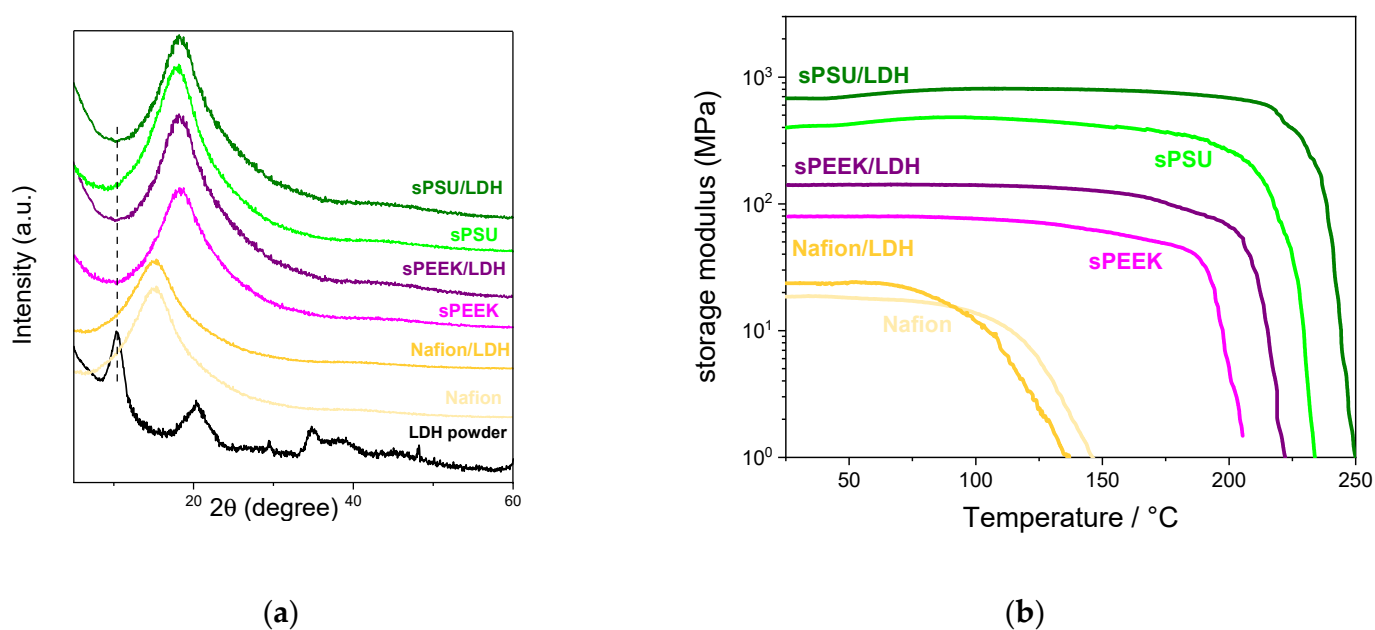 Intensity (a.u.)
sPSU/LDH
sPSU
sPEEK/LDH
sPEEK
Nafion/LDH
Nafion
LDH powder
20
40
60
2θ (degree)
(a)
storage modulus (MPa)
10³
10²
10¹
10⁰
sPSU/LDH
sPSU
sPEEK/LDH
sPEEK
Nafion/LDH
Nafion
50
100
150
200
250
Temperature / °C
(b)